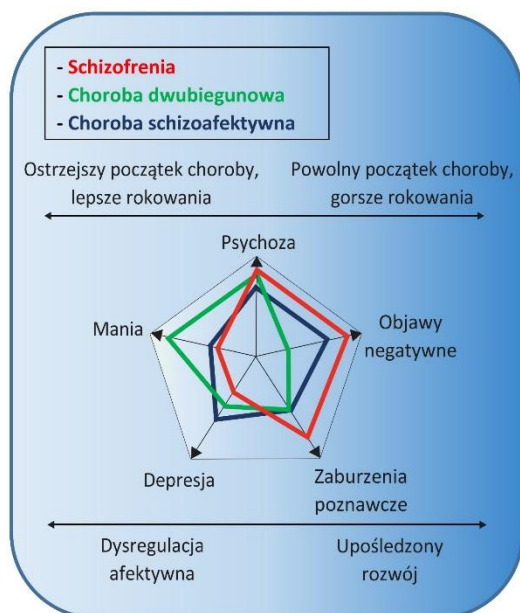 - Schizofrenia
- Choroba dwubiegunowa
- Choroba schizoafektywna
Ostrzejszy początek choroby,
lepsze rokowania
Powolny początek choroby,
gorsze rokowania
Psychoza
Mania
Objawy
negatywne
Depresja
Zaburzenia
poznawcze
Dysregulacja
afektywna
Upośledzony
rozwój